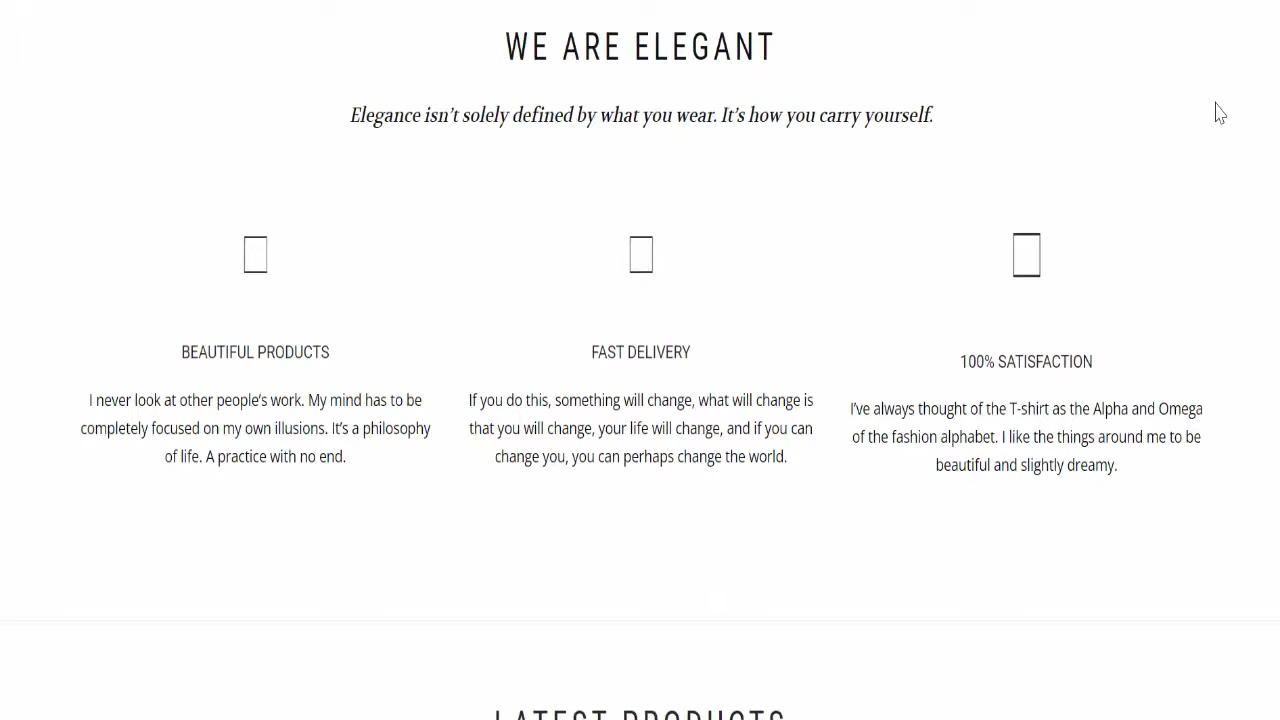 WE ARE ELEGANT
Elegance isn’t solely defined by what you wear. It’s how you carry yourself.
BEAUTIFUL PRODUCTS
I never look at other people’s work. My mind has to be
completely focused on my own illusions. It’s a philosophy
of life. A practice with no end.
FAST DELIVERY
If you do this, something will change, what will change is
that you will change, your life will change, and if you can
change you, you can perhaps change the world.
100% SATISFACTION
I’ve always thought of the T-shirt as the Alpha and Omega
of the fashion alphabet. I like the things around me to be
beautiful and slightly dreamy.
LATEST PRODUCTS